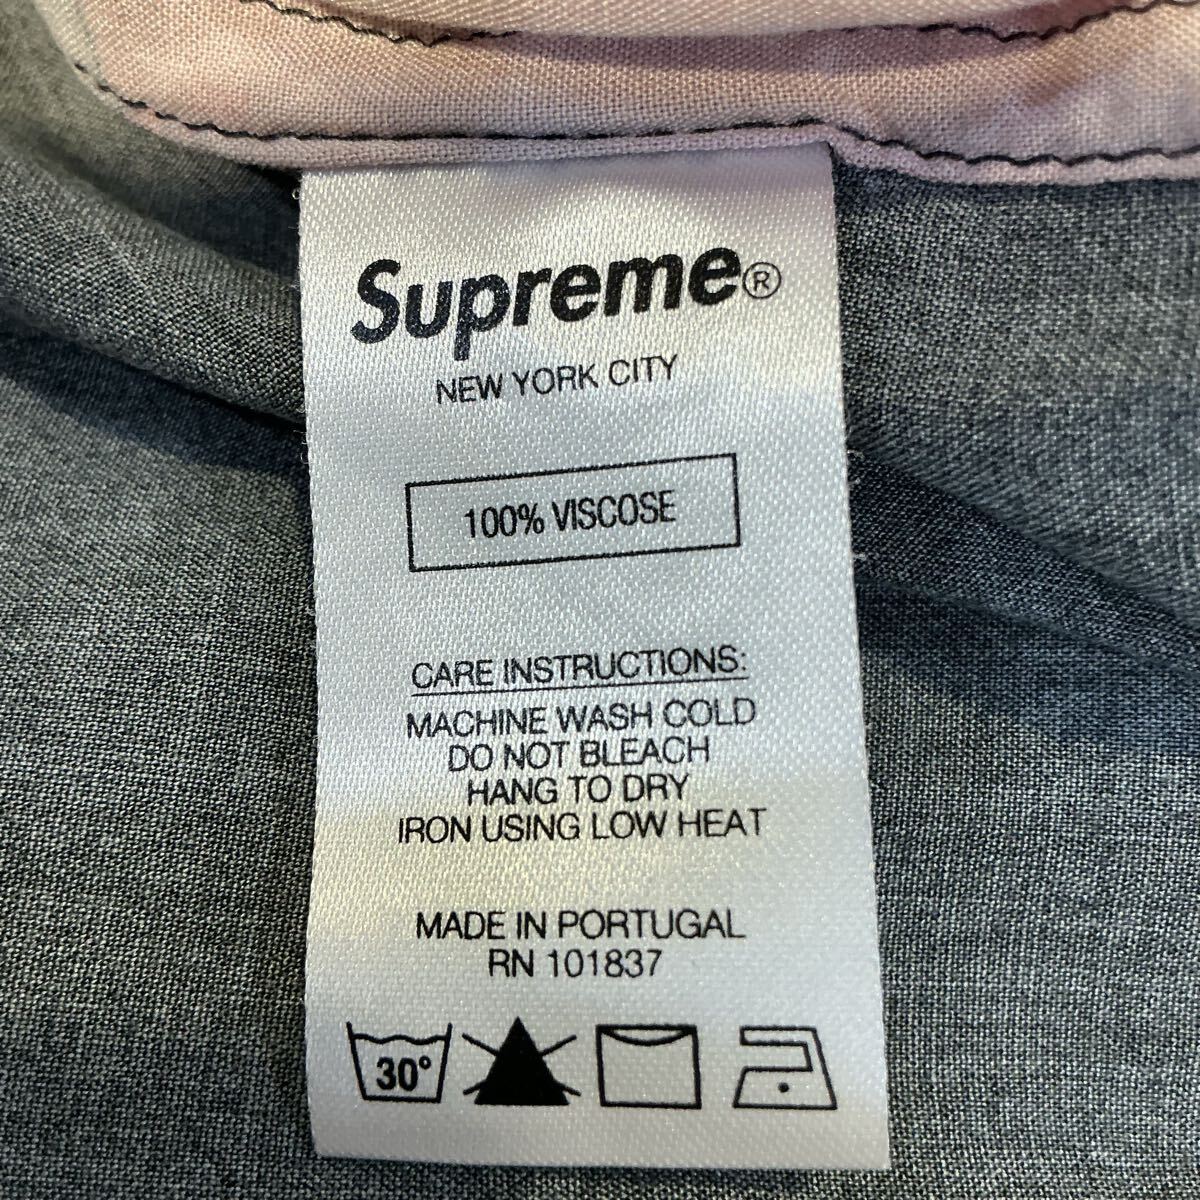 Supreme®
NEW YORK CITY
100% VISCOSE
CARE INSTRUCTIONS:
MACHINE WASH COLD
DO NOT BLEACH
HANG TO DRY
IRON USING LOW HEAT
MADE IN PORTUGAL
RN 101837
30°